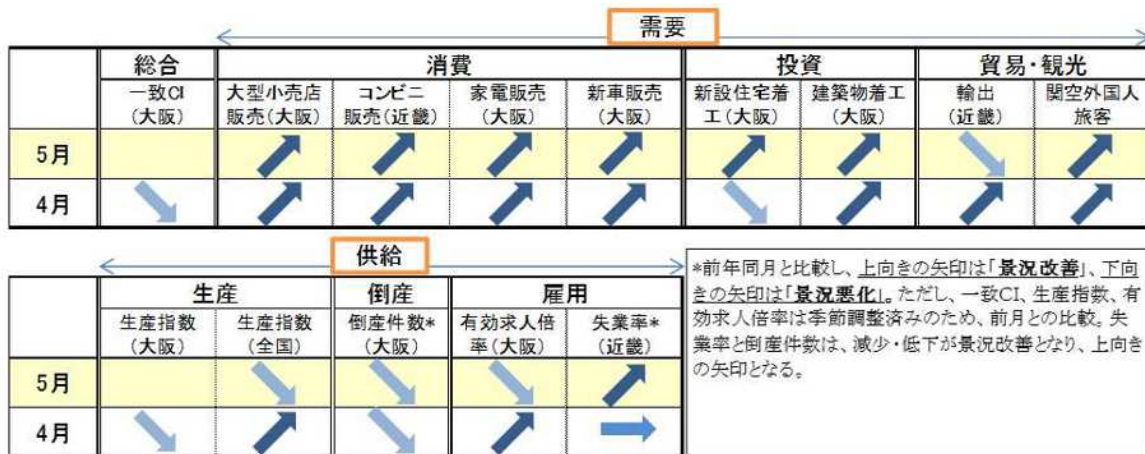 需要
総合 消費 投資 貿易・観光
一致CI 大型小売店 コンビニ 家電販売 新車販売 新設住宅着 建築物着工 輸出 関空外国人
(大阪) 販売(大阪) 販売(近畿) (大阪) (大阪) 工(大阪) (大阪) (近畿) 旅客
5月
4月
供給
生産 倒産 雇用
生産指数 生産指数 倒産件数* 有効求人倍 失業率*
(大阪) (全国) (大阪) 率(大阪) (近畿)
5月
4月
*前年同月と比較し、上向きの矢印は「景況改善」、下向
きの矢印は「景況悪化」。ただし、一致CI、生産指数、有
効求人倍率は季節調整済みのため、前月との比較。失
業率と倒産件数は、減少・低下が景況改善となり、上向き
の矢印となる。